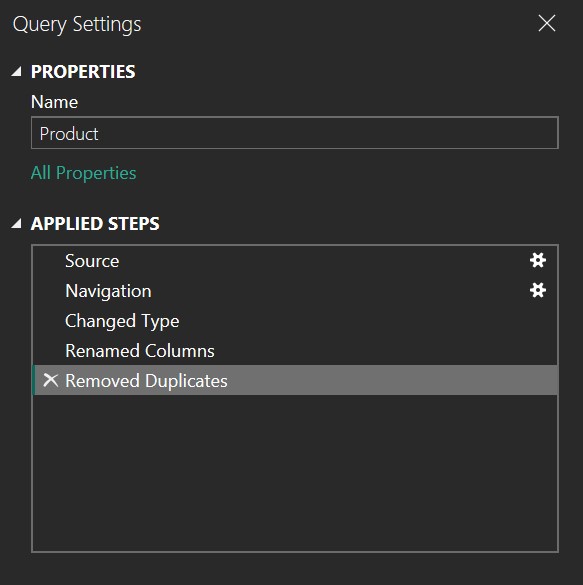 Query Settings
PROPERTIES
Name
Product
All Properties
APPLIED STEPS
Source
Navigation
Changed Type
Renamed Columns
Removed Duplicates